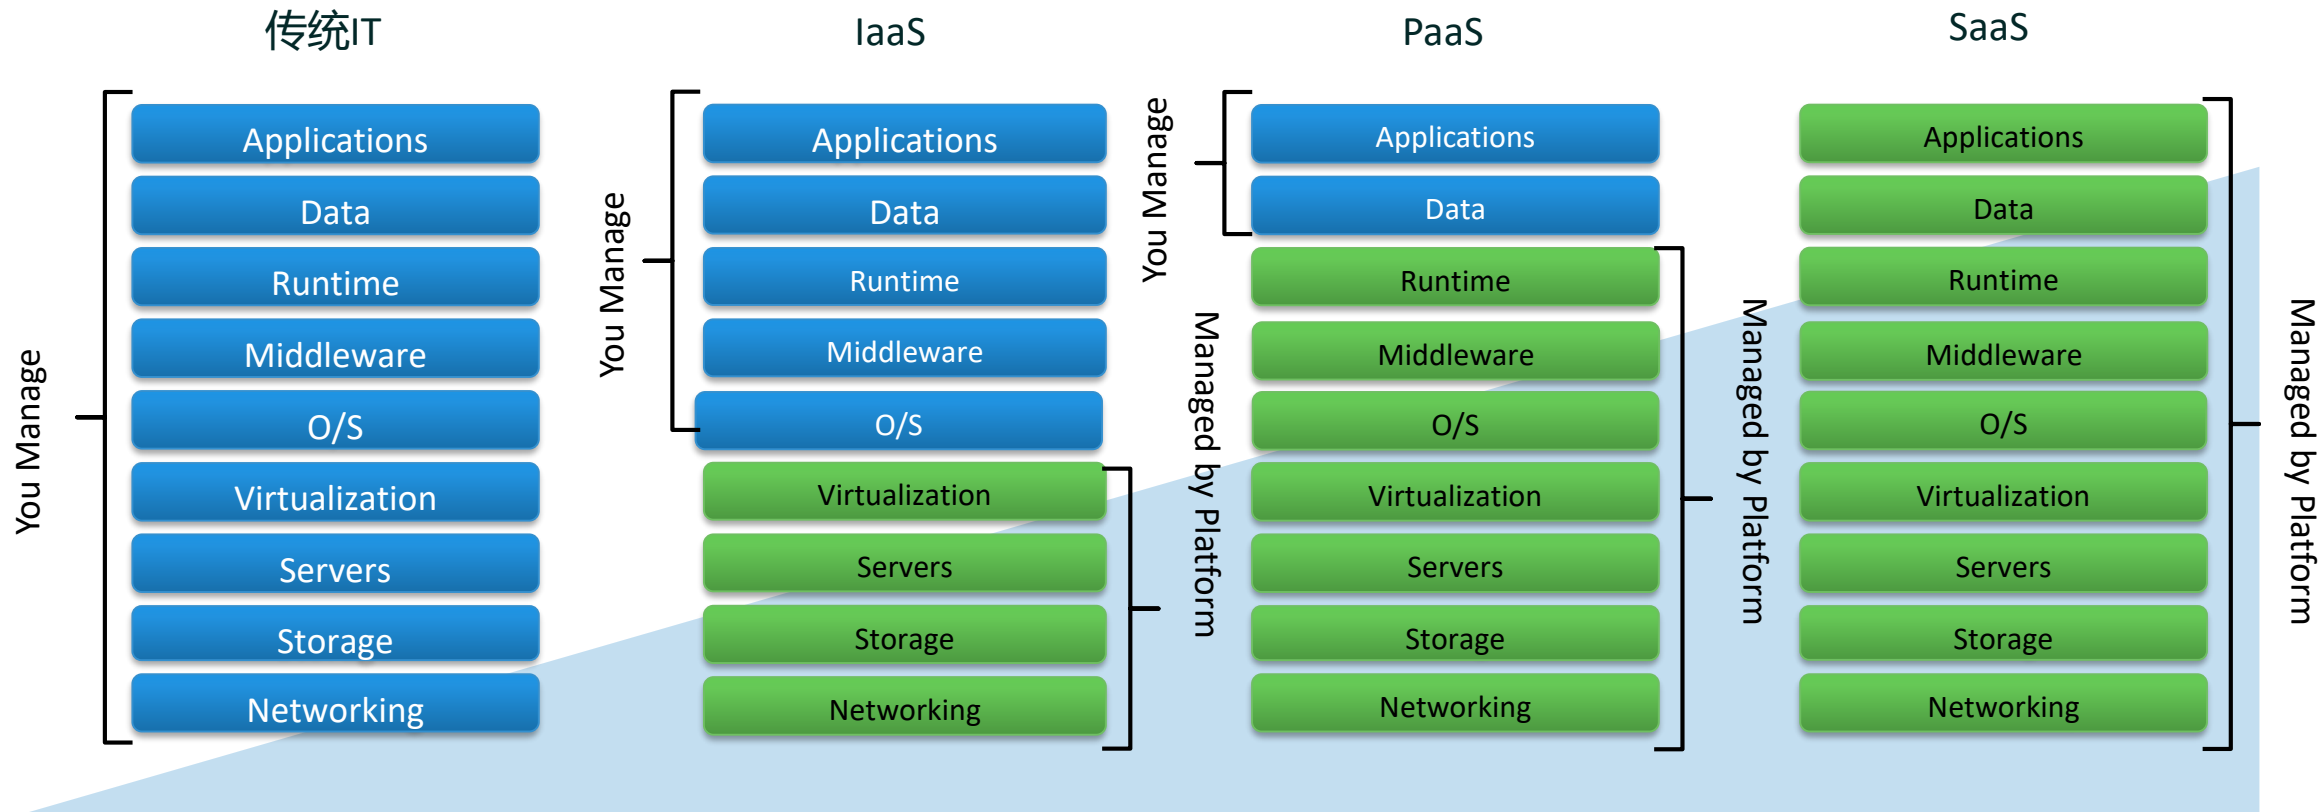 传统IT
You Manage
Applications
Data
Runtime
Middleware
O/S
Virtualization
Servers
Storage
Networking
IaaS
You Manage
Applications
Data
Runtime
Middleware
O/S
Virtualization
Servers
Storage
Networking
Managed by Platform
PaaS
You Manage
Applications
Data
Runtime
Middleware
O/S
Virtualization
Servers
Storage
Networking
Managed by Platform
SaaS
Applications
Data
Runtime
Middleware
O/S
Virtualization
Servers
Storage
Networking
Managed by Platform